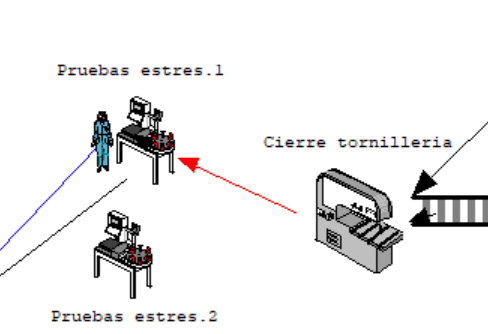 Pruebas estres.1
Cierre tornilleria
Pruebas estres.2